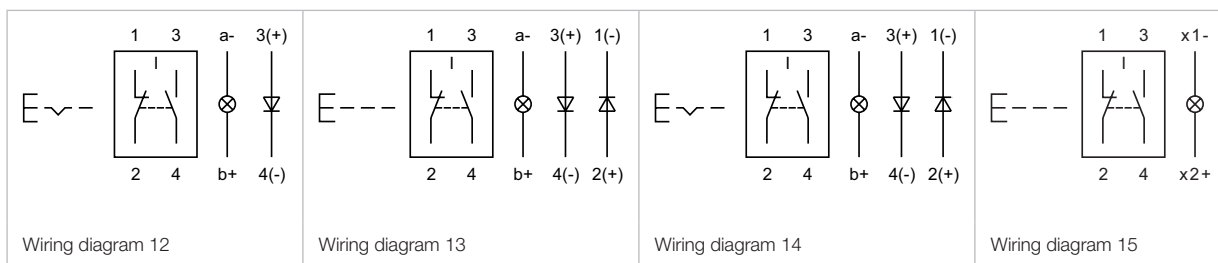 1 3 a- 3(+)
I
2 4 b+ 4(-)
Wiring diagram 12
1 3 a- 3(+) 1(-)
I
2 4 b+ 4(-) 2(+)
Wiring diagram 13
1 3 a- 3(+) 1(-)
I
2 4 b+ 4(-) 2(+)
Wiring diagram 14
1 3 x1-
I
2 4 x2+
Wiring diagram 15